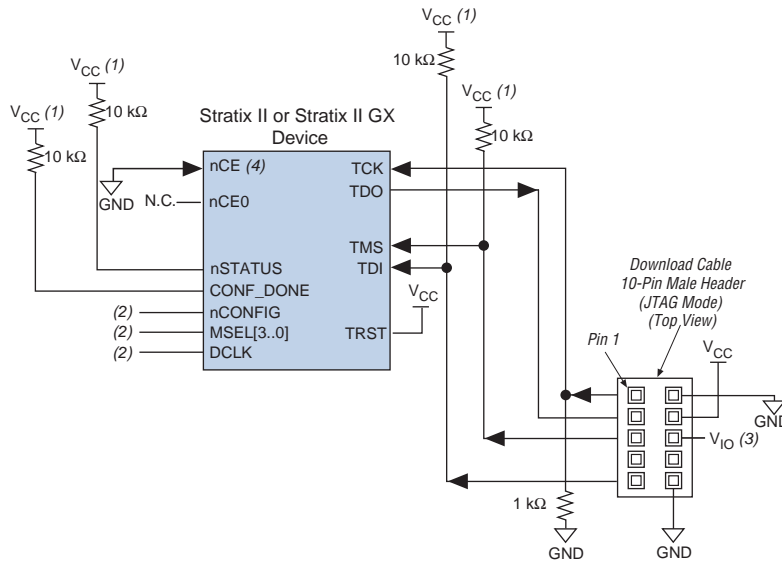 VCC (1)
10 kΩ
VCC (1)
10 kΩ
VCC (1)
10 kΩ
VCC (1)
10 kΩ
Stratix II or Stratix II GX
Device
nCE (4)
GND
N.C.
nCE0
nSTATUS
CONF_DONE
(2)
nCONFIG
(2)
MSEL[3..0]
(2)
DCLK
TCK
TDO
TMS
TDI
TRST
VCC
Download Cable
10-Pin Male Header
(JTAG Mode)
(Top View)
Pin 1
VCC
GND
VIO (3)
1 kΩ
GND
GND